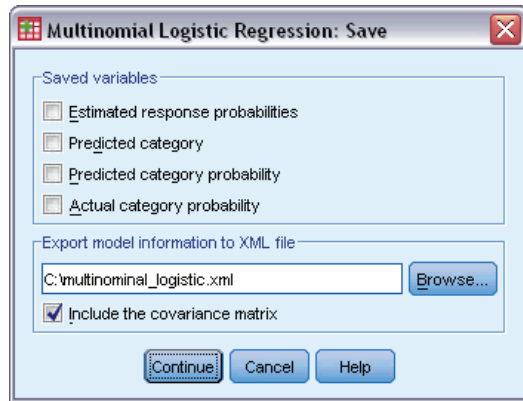 Multinomial Logistic Regression: Save
Saved variables
Estimated response probabilities
Predicted category
Predicted category probability
Actual category probability
Export model information to XML file
C:\multinominal_logistic.xml Browse...
Include the covariance matrix
Continue Cancel Help